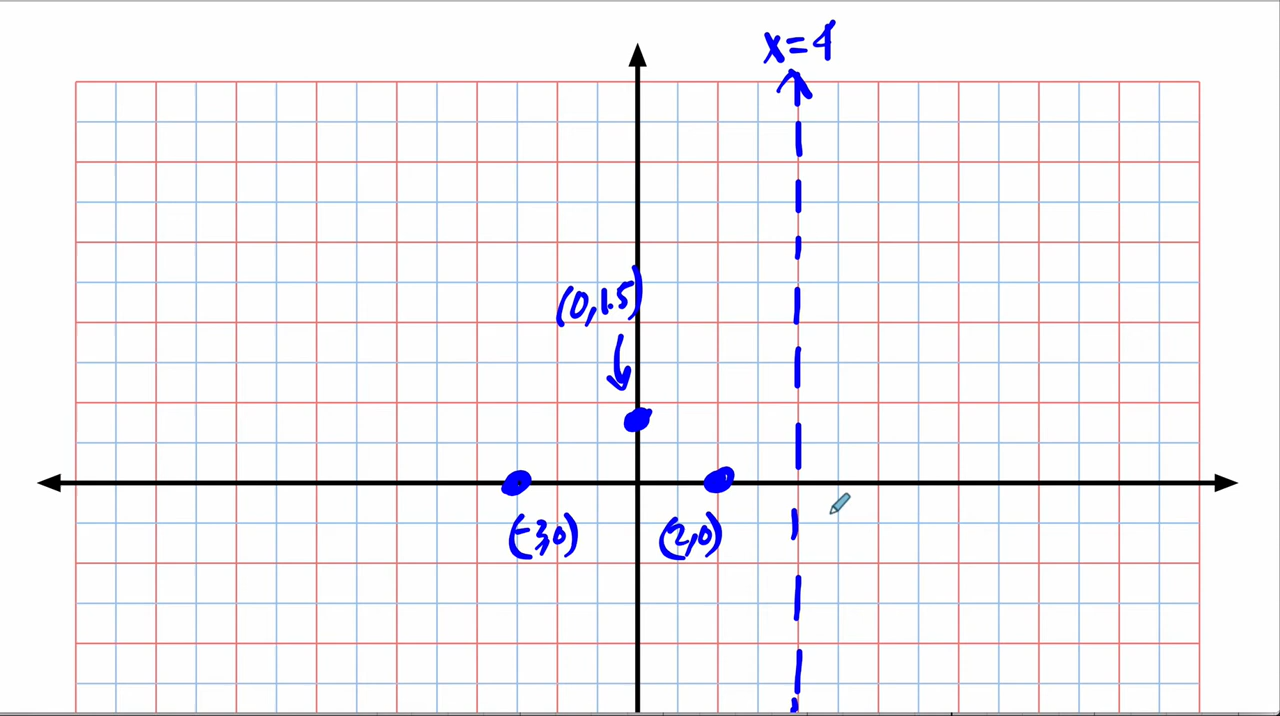 x=4
(0,1.5)
(-3,0)
(2,0)